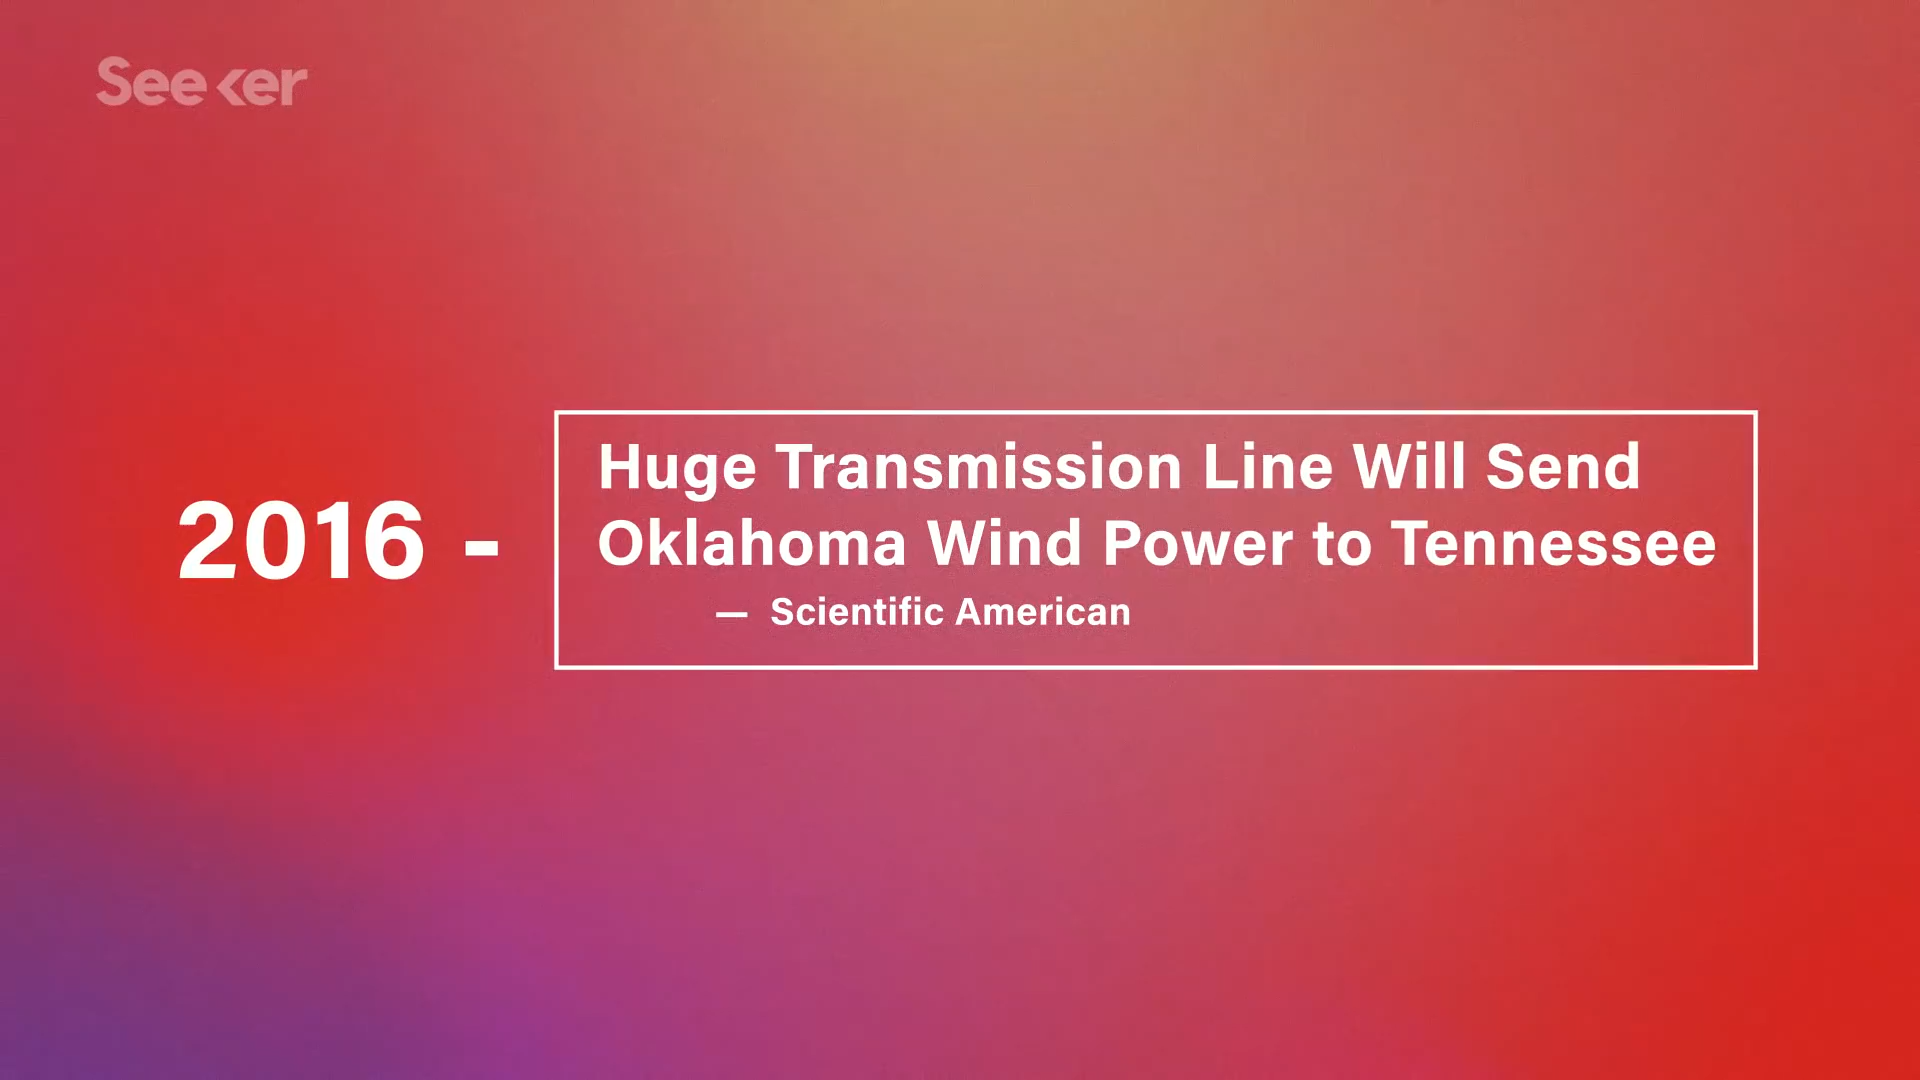 Seeker
2016 -
Huge Transmission Line Will Send
Oklahoma Wind Power to Tennessee
— Scientific American